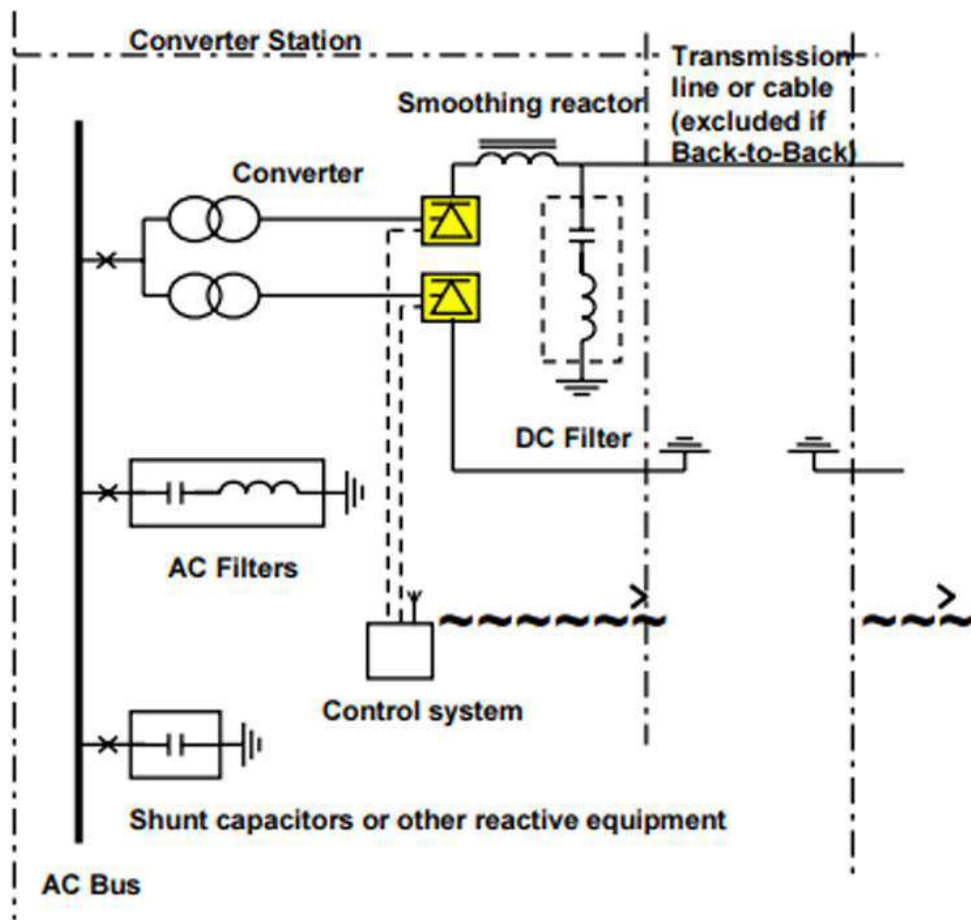 Converter Station
Transmission
line or cable
(excluded if
Back-to-Back)
Smoothing reactor
Converter
DC Filter
AC Filters
Control system
Shunt capacitors or other reactive equipment
AC Bus